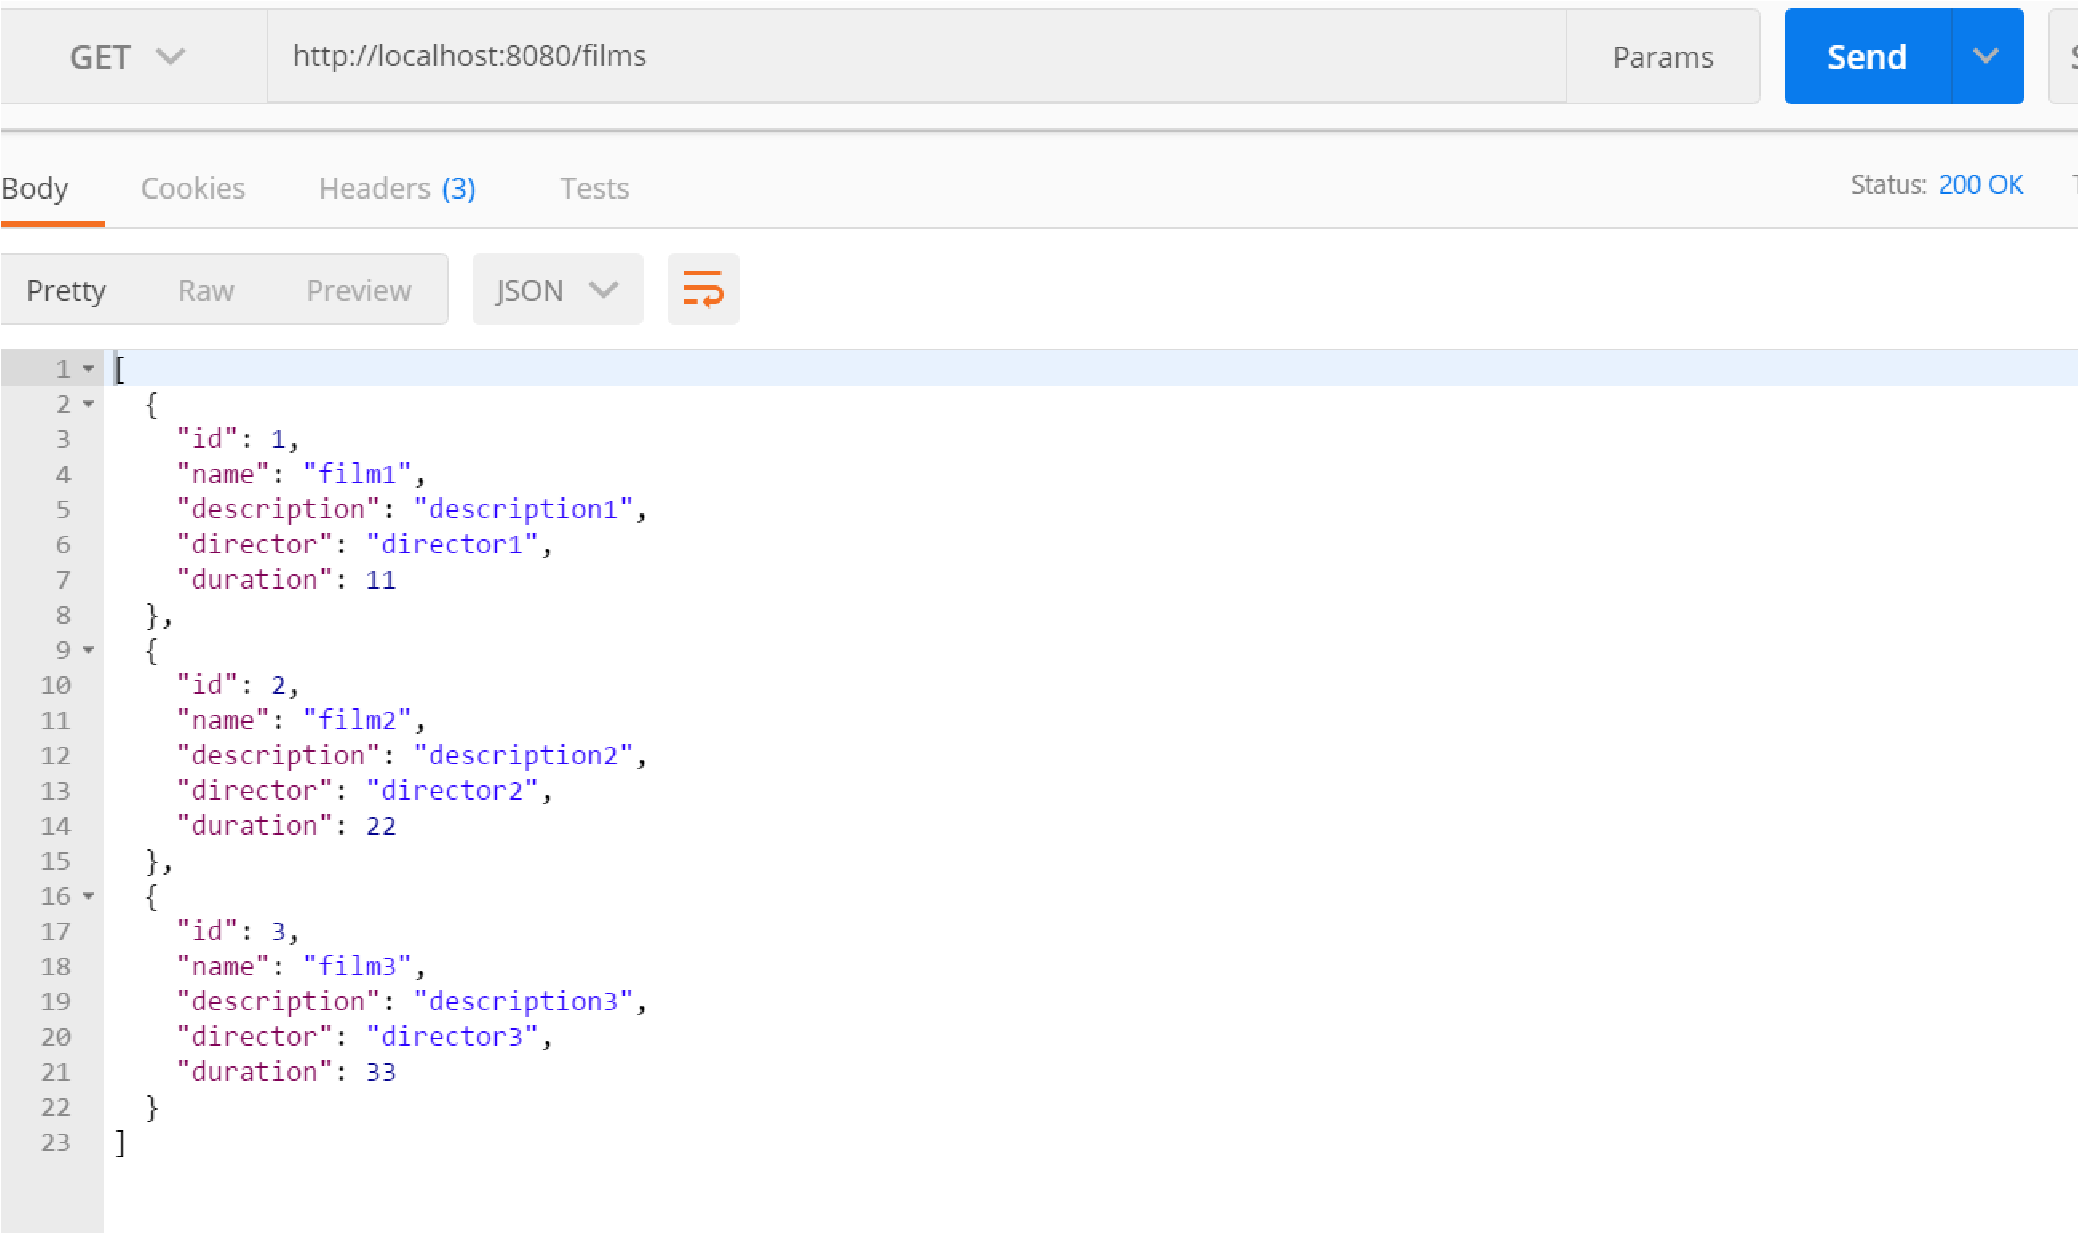 GET http://localhost:8080/films Params Send
Body Cookies Headers (3) Tests Status: 200 OK
Pretty Raw Preview JSON
1 [
2 {
3 "id": 1,
4 "name": "film1",
5 "description": "description1",
6 "director": "director1",
7 "duration": 11
8 },
9 {
10 "id": 2,
11 "name": "film2",
12 "description": "description2",
13 "director": "director2",
14 "duration": 22
15 },
16 {
17 "id": 3,
18 "name": "film3",
19 "description": "description3",
20 "director": "director3",
21 "duration": 33
22 }
23 ]